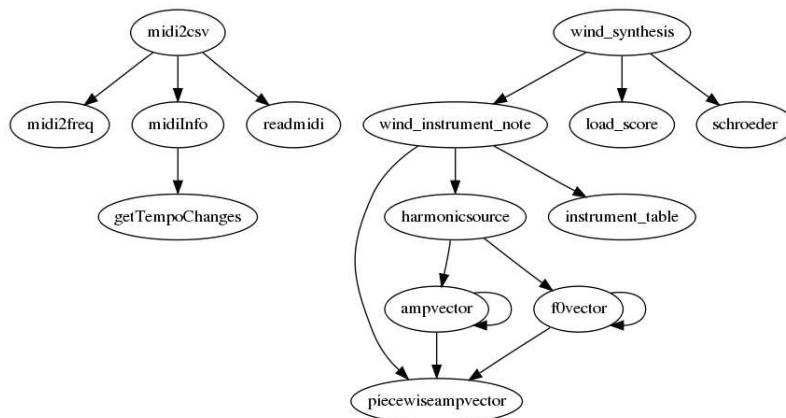 midi2csv
wind_synthesis
midi2freq
midiInfo
readmidi
wind_instrument_note
load_score
schroeder
getTempoChanges
harmonicsource
instrument_table
ampvector
f0vector
piecewiseampvector